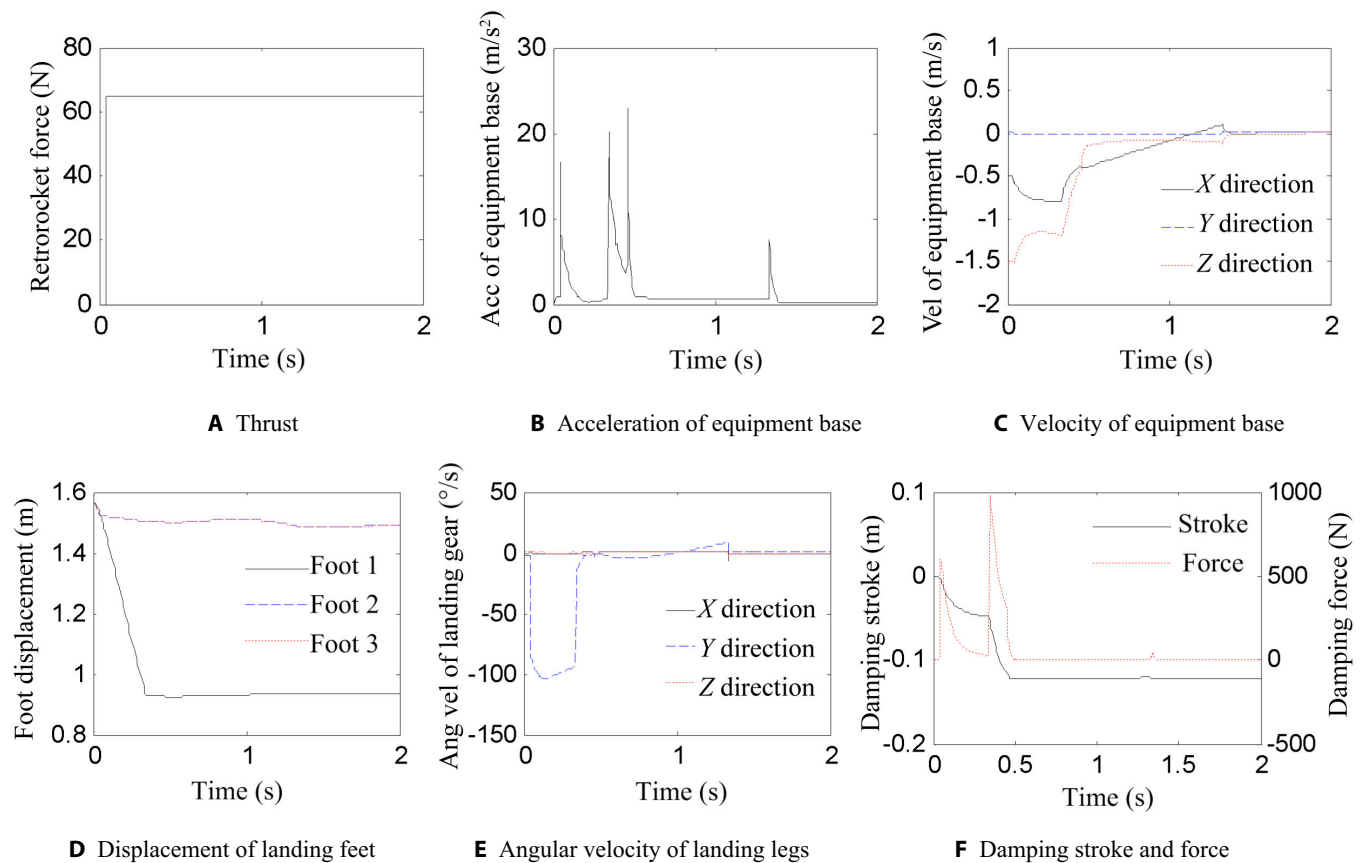 80
60
40
20
0
0
1
2
Retrorocket force (N)
Time (s)
A Thrust
30
20
10
0
0
1
2
Acc of equipment base (m/s²)
Time (s)
B Acceleration of equipment base
1
0.5
0
-0.5
-1
-1.5
-2
0
1
2
Vel of equipment base (m/s)
X direction
Y direction
Z direction
Time (s)
C Velocity of equipment base
1.6
1.4
1.2
1
0.8
0
1
2
Foot displacement (m)
Foot 1
Foot 2
Foot 3
Time (s)
D Displacement of landing feet
50
0
-50
-100
-150
0
1
2
Ang vel of landing gear (°/s)
X direction
Y direction
Z direction
Time (s)
E Angular velocity of landing legs
0.1
0
-0.1
-0.2
0
0.5
1
1.5
2
1000
500
0
-500
Damping stroke (m)
Damping force (N)
Stroke
Force
Time (s)
F Damping stroke and force